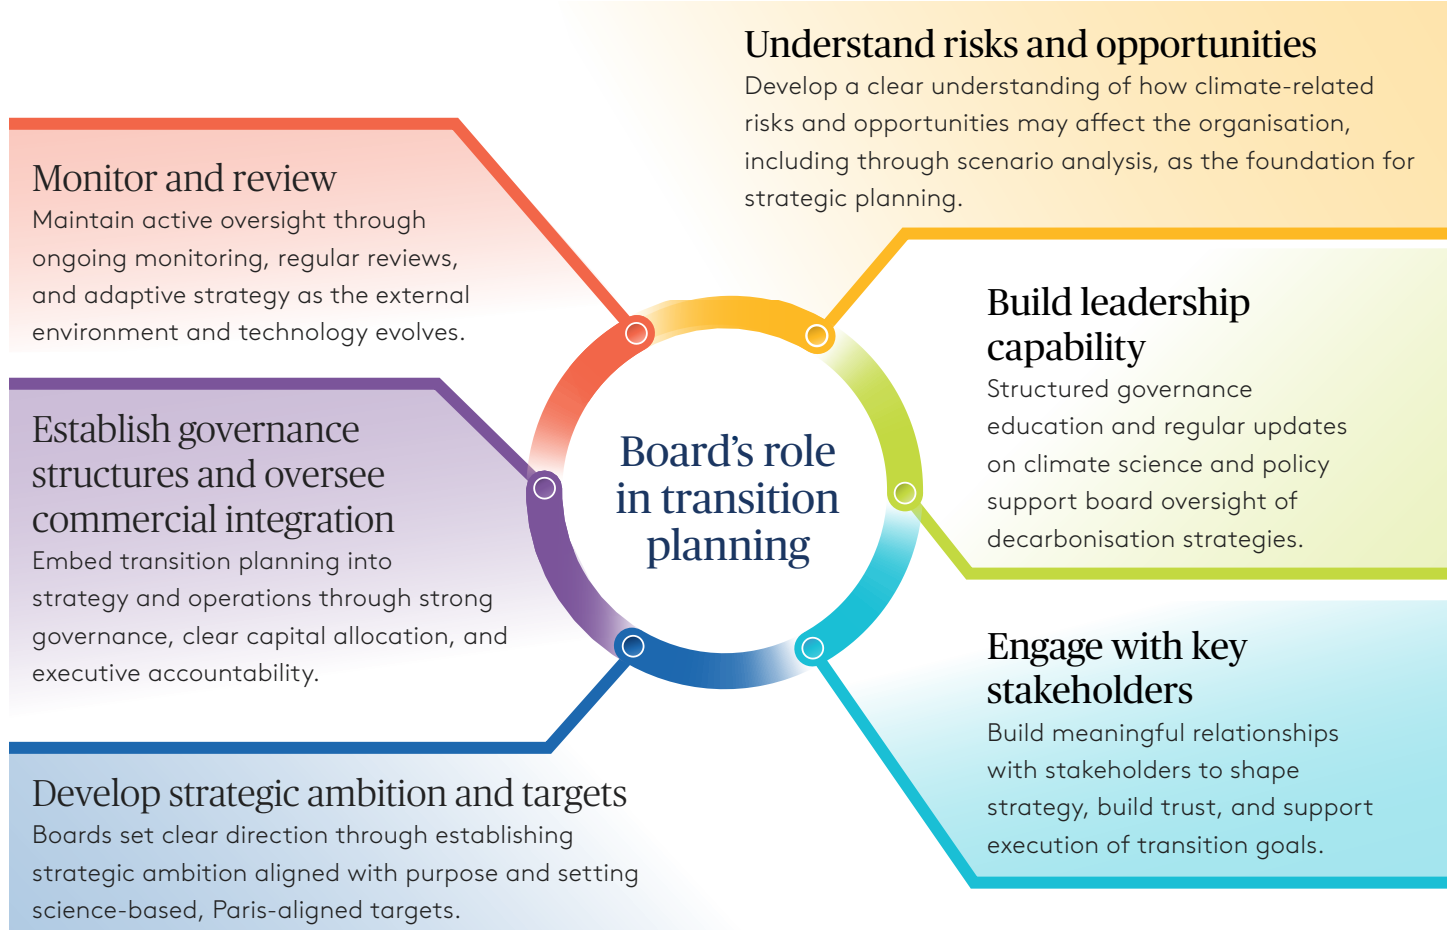 Understand risks and opportunities
Develop a clear understanding of how climate-related
risks and opportunities may affect the organisation,
including through scenario analysis, as the foundation for
strategic planning.
Build leadership
capability
Structured governance
education and regular updates
on climate science and policy
support board oversight of
decarbonisation strategies.
Engage with key
stakeholders
Build meaningful relationships
with stakeholders to shape
strategy, build trust, and support
execution of transition goals.
Develop strategic ambition and targets
Boards set clear direction through establishing
strategic ambition aligned with purpose and setting
science-based, Paris-aligned targets.
Establish governance
structures and oversee
commercial integration
Embed transition planning into
strategy and operations through strong
governance, clear capital allocation, and
executive accountability.
Monitor and review
Maintain active oversight through
ongoing monitoring, regular reviews,
and adaptive strategy as the external
environment and technology evolves.
Board’s role
in transition
planning